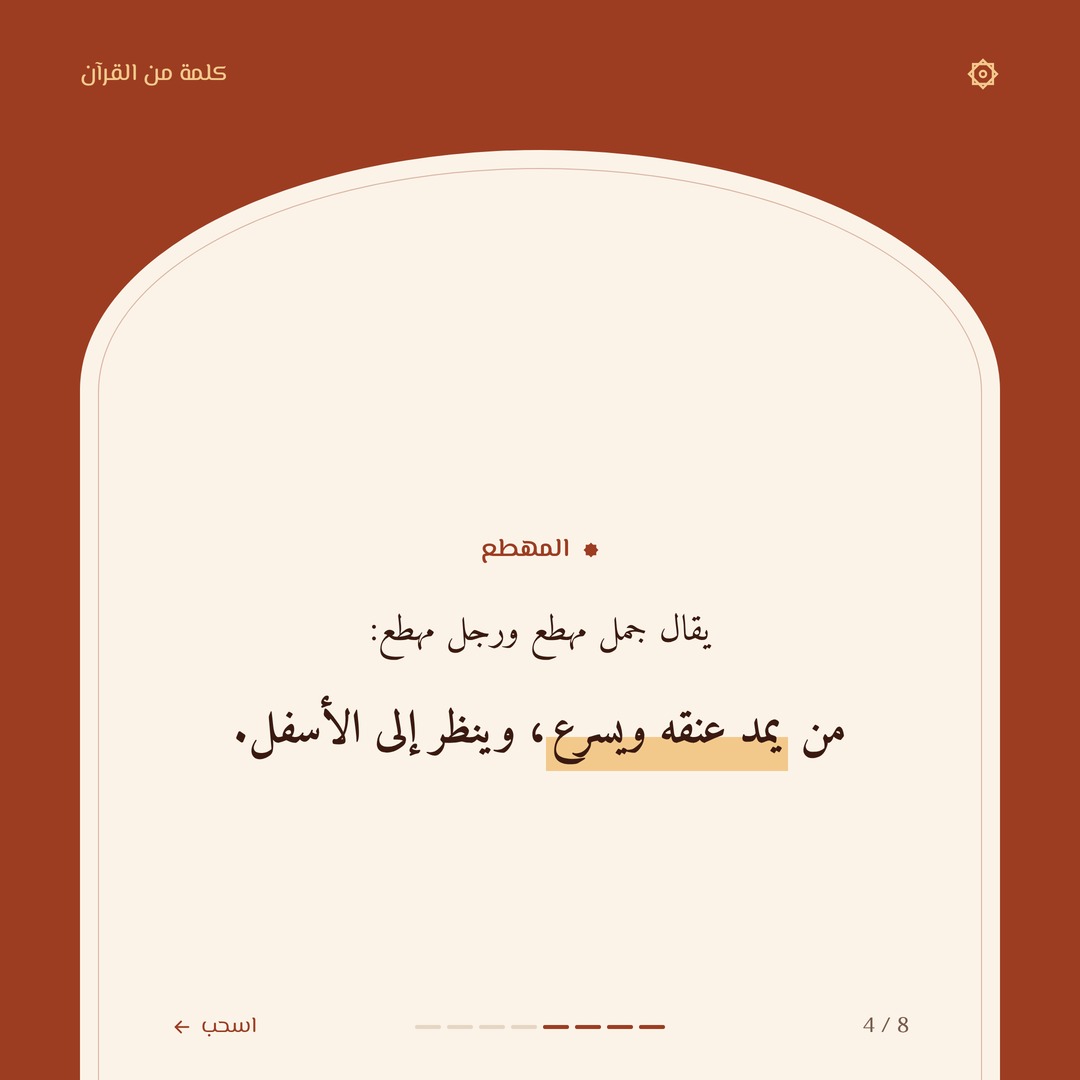 كلمة من القرآن
المهطع
يقال جمل مهطع ورجل مهطع:
من يمد عنقه ويسرع، وينظر إلى الأسفل.
4 / 8
اسحب ←